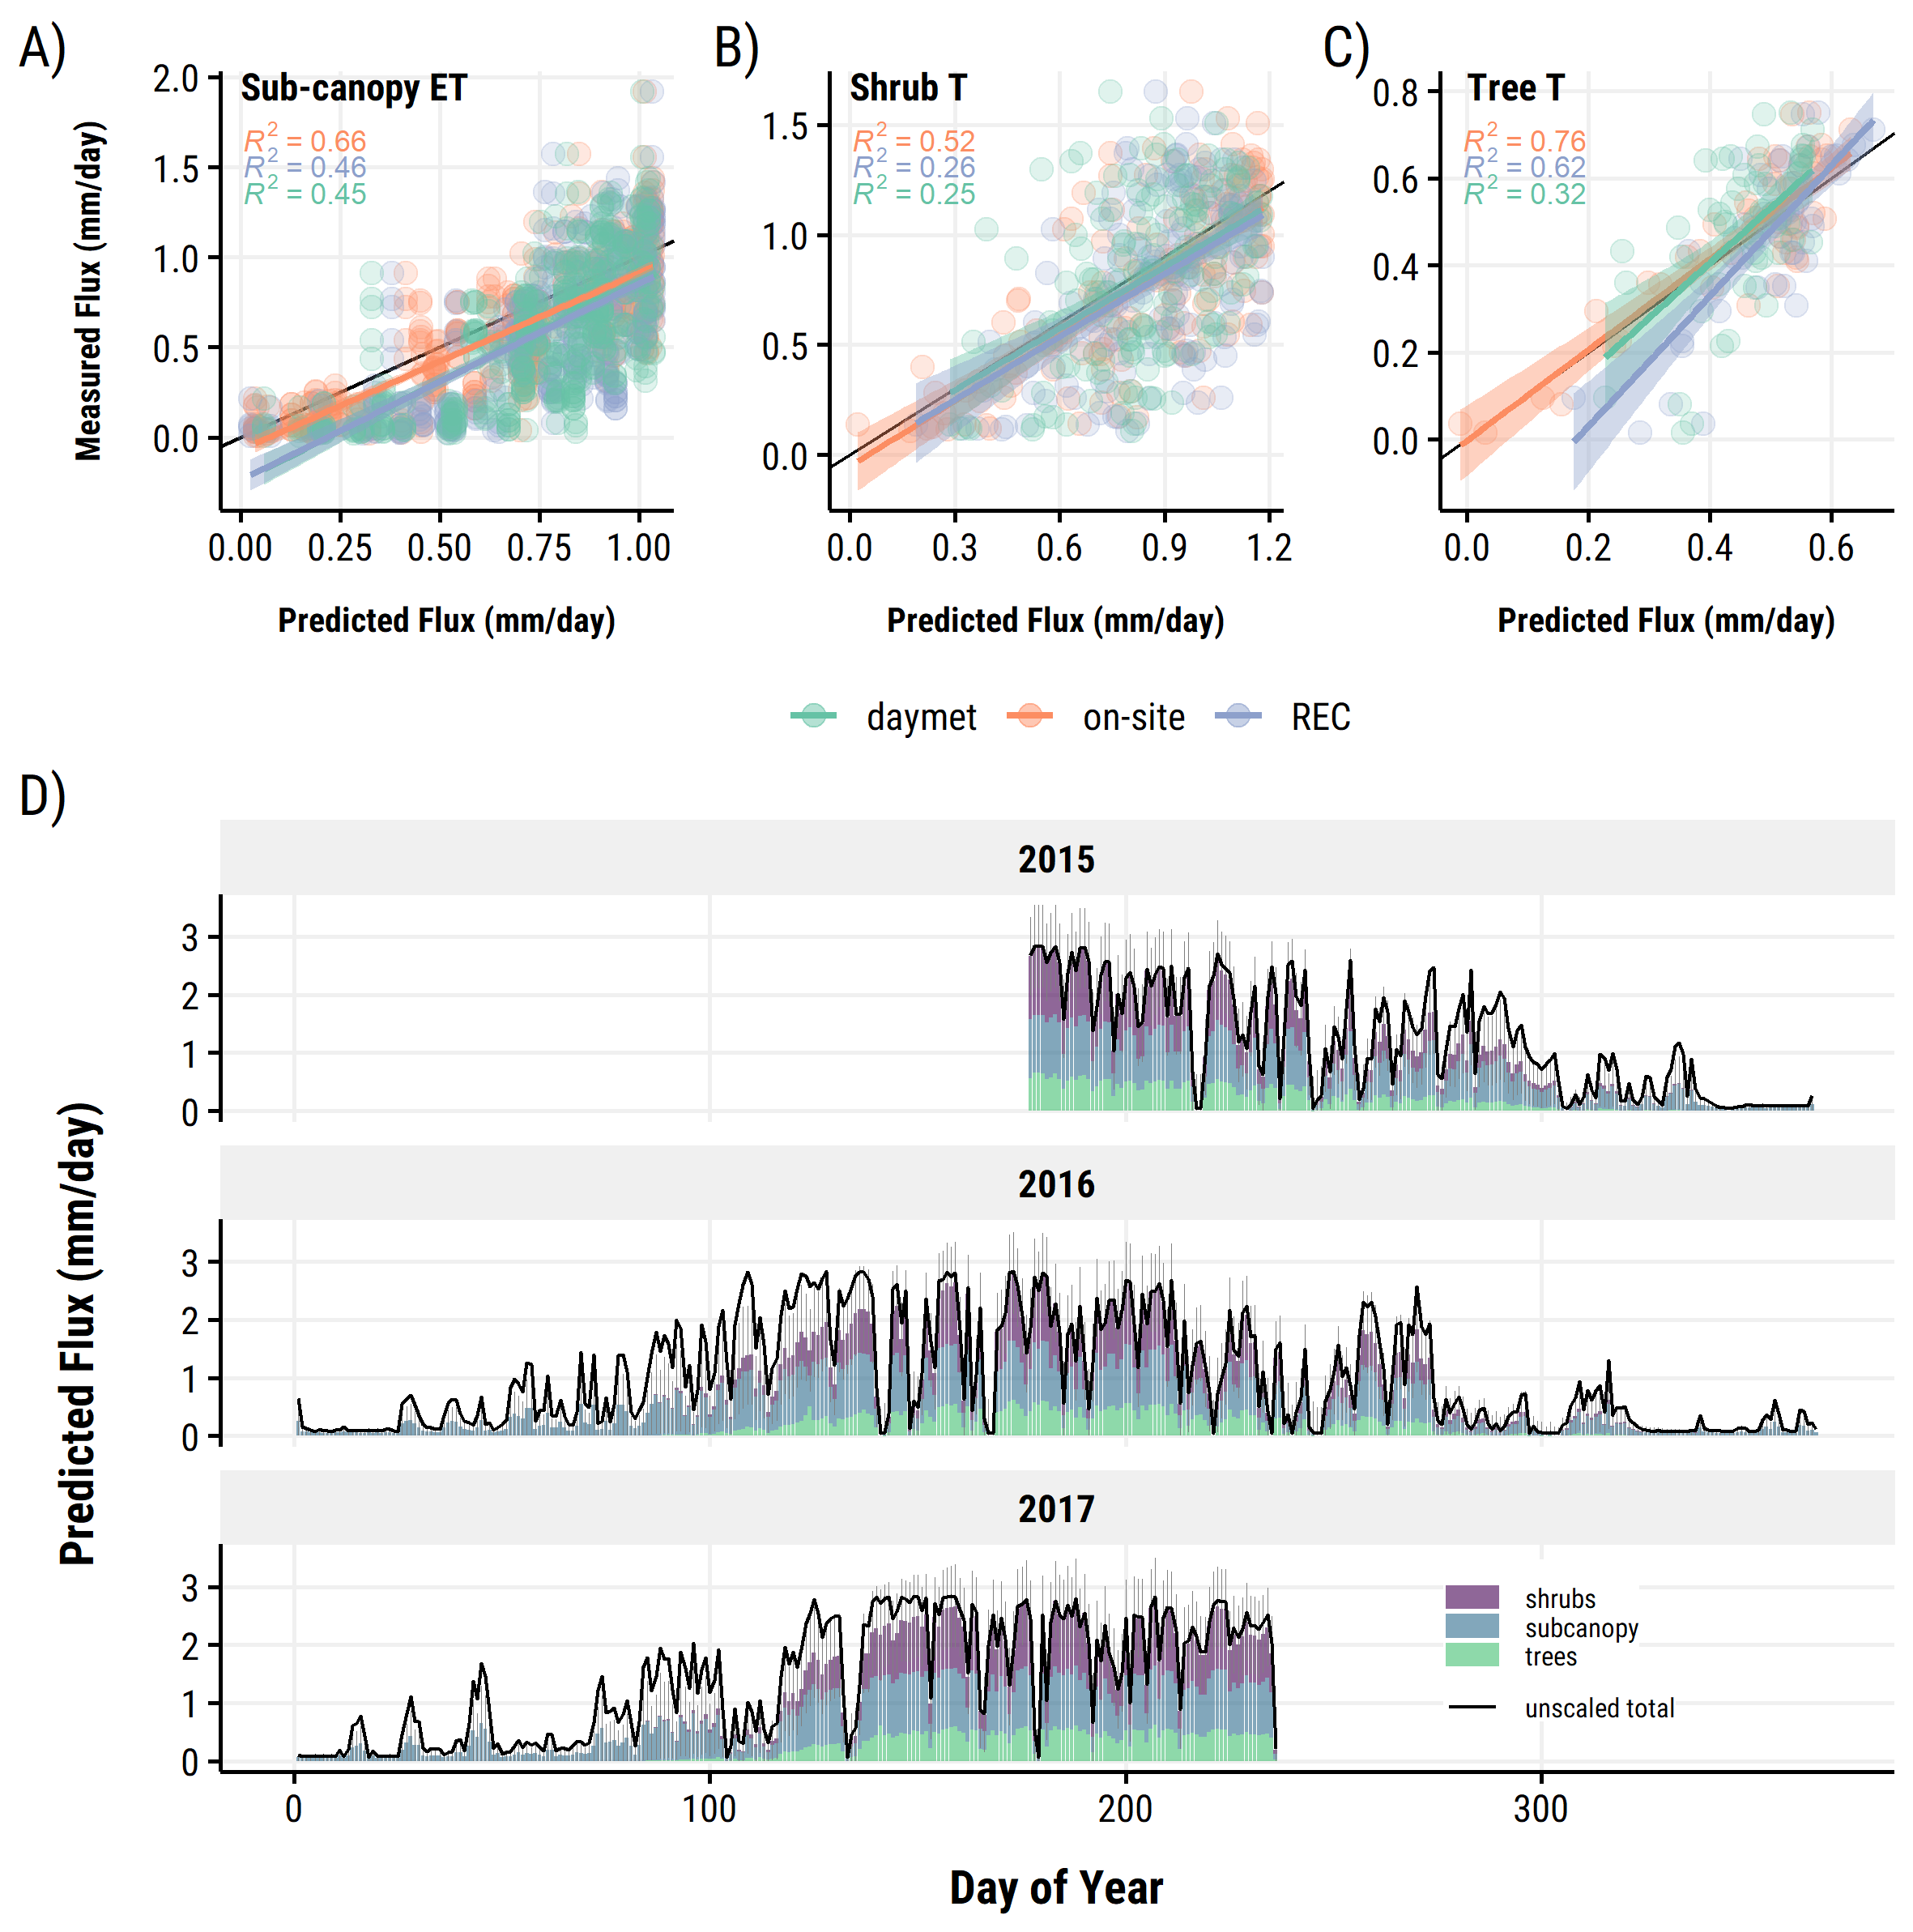 A)
B)
C)
Sub-canopy ET
R² = 0.66
R² = 0.46
R² = 0.45
2.0
1.5
1.0
0.5
0.0
Measured Flux (mm/day)
0.00 0.25 0.50 0.75 1.00
Predicted Flux (mm/day)
Shrub T
R² = 0.52
R² = 0.26
R² = 0.25
1.5
1.0
0.5
0.0
0.0 0.3 0.6 0.9 1.2
Predicted Flux (mm/day)
Tree T
R² = 0.76
R² = 0.62
R² = 0.32
0.8
0.6
0.4
0.2
0.0
0.0 0.2 0.4 0.6
Predicted Flux (mm/day)
daymet on-site REC
D)
2015
3
2
1
0
2016
3
2
1
0
2017
3
2
1
0
Predicted Flux (mm/day)
shrubs
subcanopy
trees
unscaled total
0 100 200 300
Day of Year